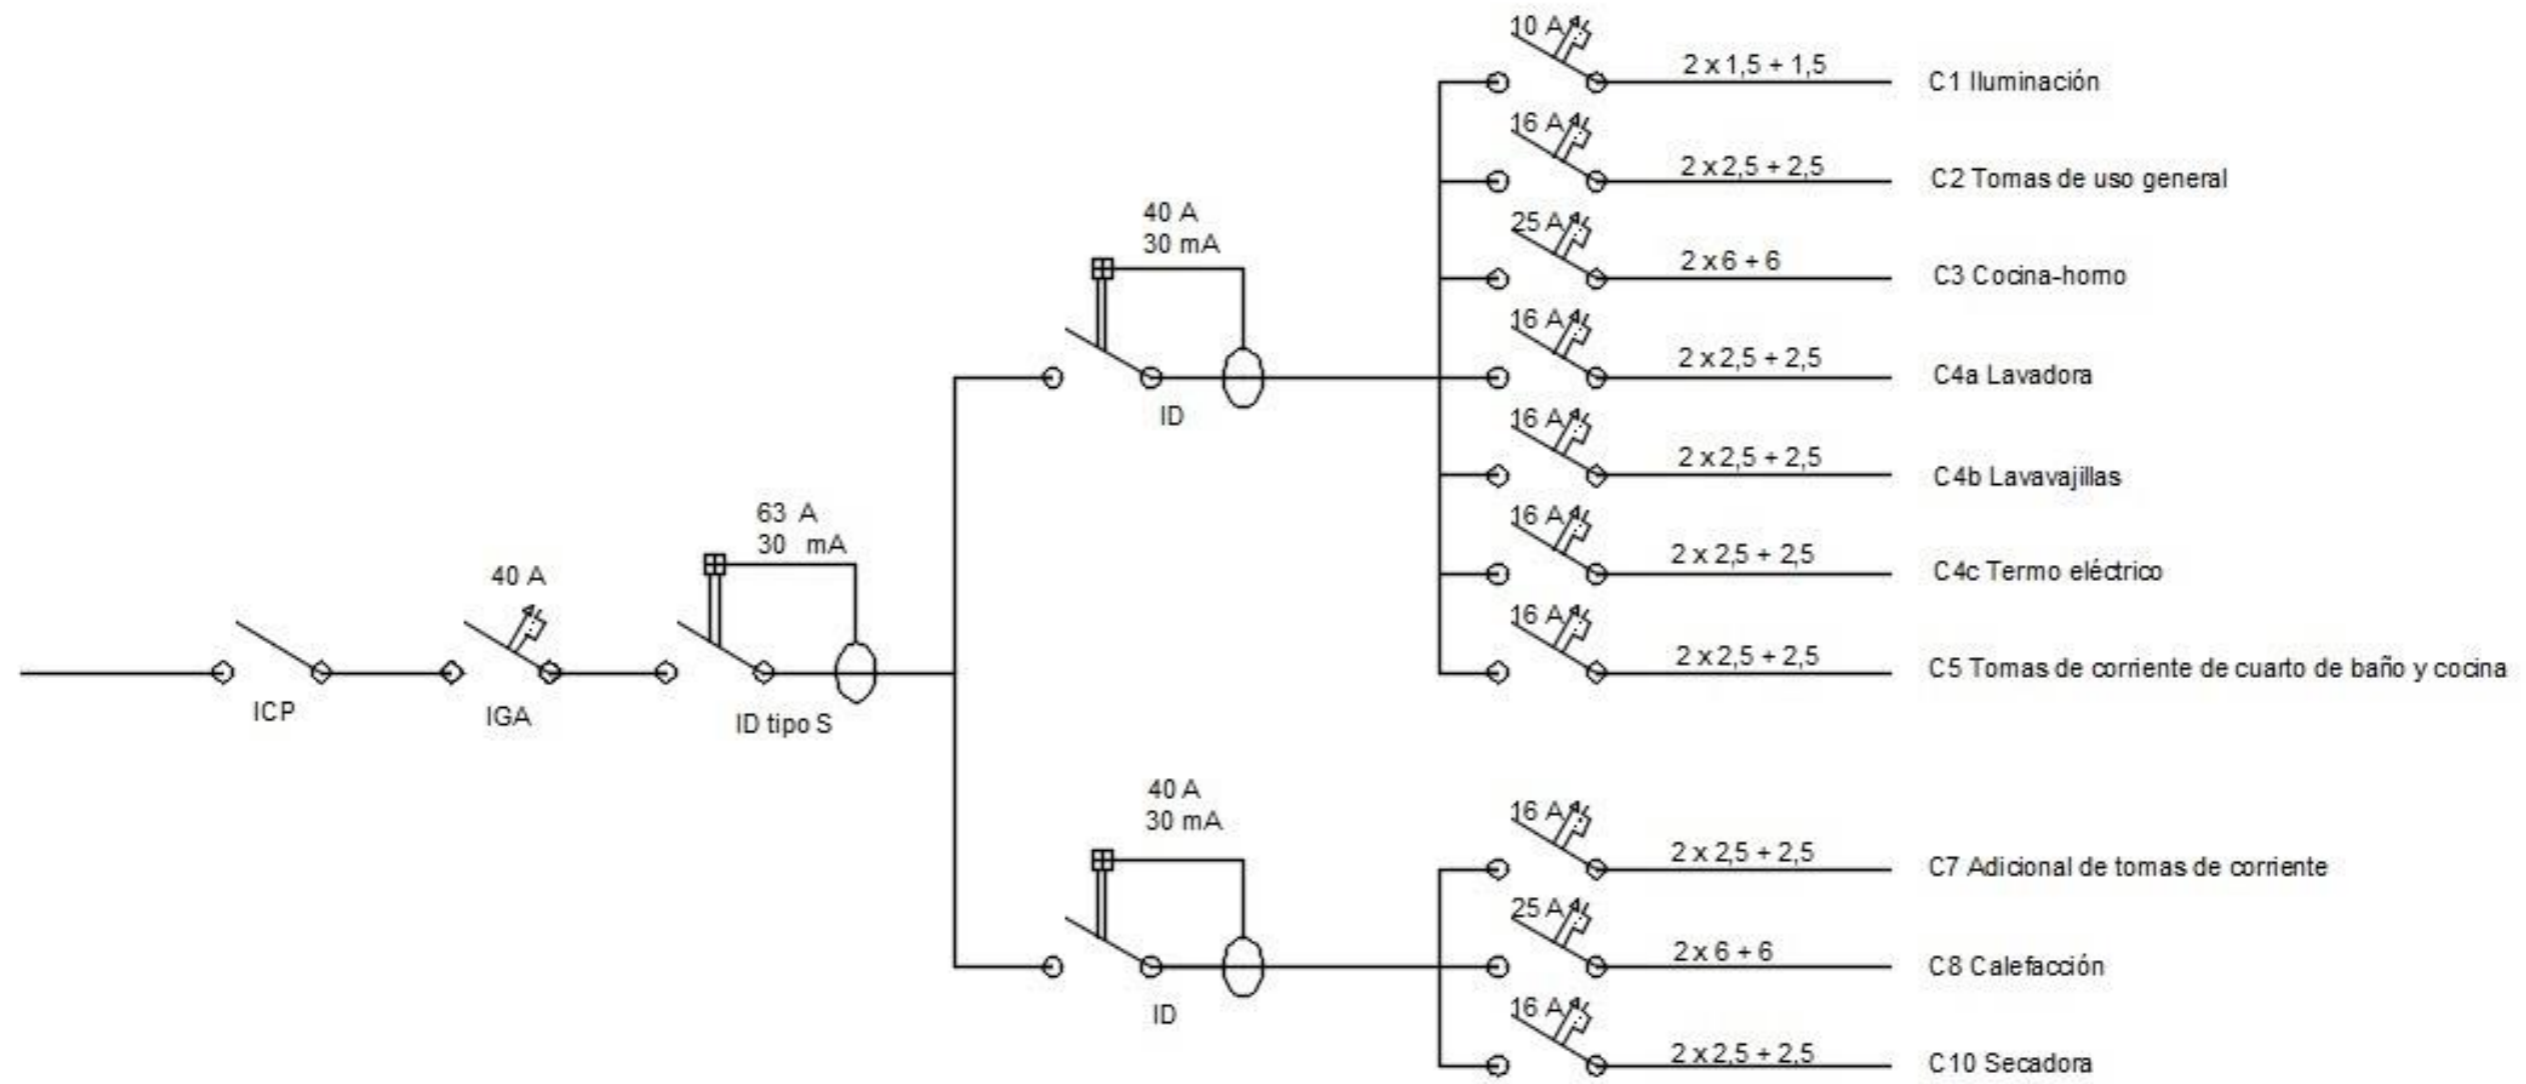 10 A
2 x 1,5 + 1,5
C1 Iluminación
16 A
2 x 2,5 + 2,5
C2 Tomas de uso general
25 A
2 x 6 + 6
C3 Cocina-horno
16 A
2 x 2,5 + 2,5
C4a Lavadora
16 A
2 x 2,5 + 2,5
C4b Lavavajillas
16 A
2 x 2,5 + 2,5
C4c Termo eléctrico
16 A
2 x 2,5 + 2,5
C5 Tomas de corriente de cuarto de baño y cocina
40 A
30 mA
ID
63 A
30 mA
ID tipo S
40 A
IGA
ICP
40 A
30 mA
ID
16 A
2 x 2,5 + 2,5
C7 Adicional de tomas de corriente
25 A
2 x 6 + 6
C8 Calefacción
16 A
2 x 2,5 + 2,5
C10 Secadora